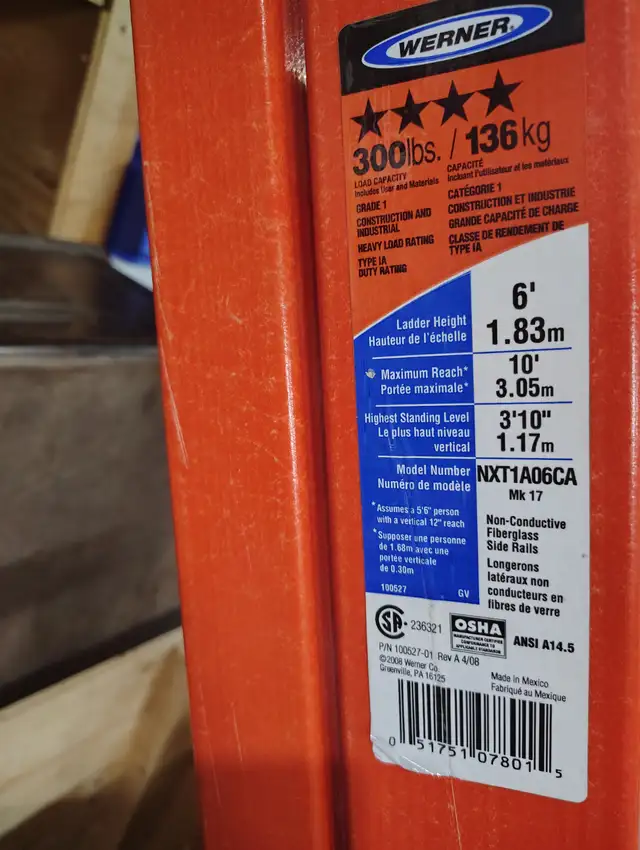 WERNER
300lbs. / 136kg
LOAD CAPACITY
Includes User and Materials
CAPACITÉ
Incluant l'utilisateur et les matériaux
GRADE 1
CONSTRUCTION AND
INDUSTRIAL
HEAVY LOAD RATING
TYPE IA
DUTY RATING
CATÉGORIE 1
CONSTRUCTION ET INDUSTRIE
GRANDE CAPACITÉ DE CHARGE
CLASSE DE RENDEMENT DE
TYPE IA
Ladder Height
Hauteur de l'échelle
6'
1.83m
Maximum Reach*
Portée maximale*
10'
3.05m
Highest Standing Level
Le plus haut niveau
vertical
3'10"
1.17m
Model Number
Numéro de modèle
NXT1A06CA
Mk 17
*Assumes a 5'6" person
with a vertical 12" reach
*Supposer une personne
de 1.68m avec une
portée verticale
de 0.30m
100527 GV
Non-Conductive
Fiberglass
Side Rails
Longerons
latéraux non
conducteurs en
fibres de verre
SA 236321
OSHA
MANUFACTURER CERTIFIED
CONFORMANCE TO
APPLICABLE STANDARDS
ANSI A14.5
P/N 100527-01 Rev A 4/08
©2008 Werner Co.
Greenville, PA 16125
Made in Mexico
Fabriqué au Mexique
0 51751 07801 5